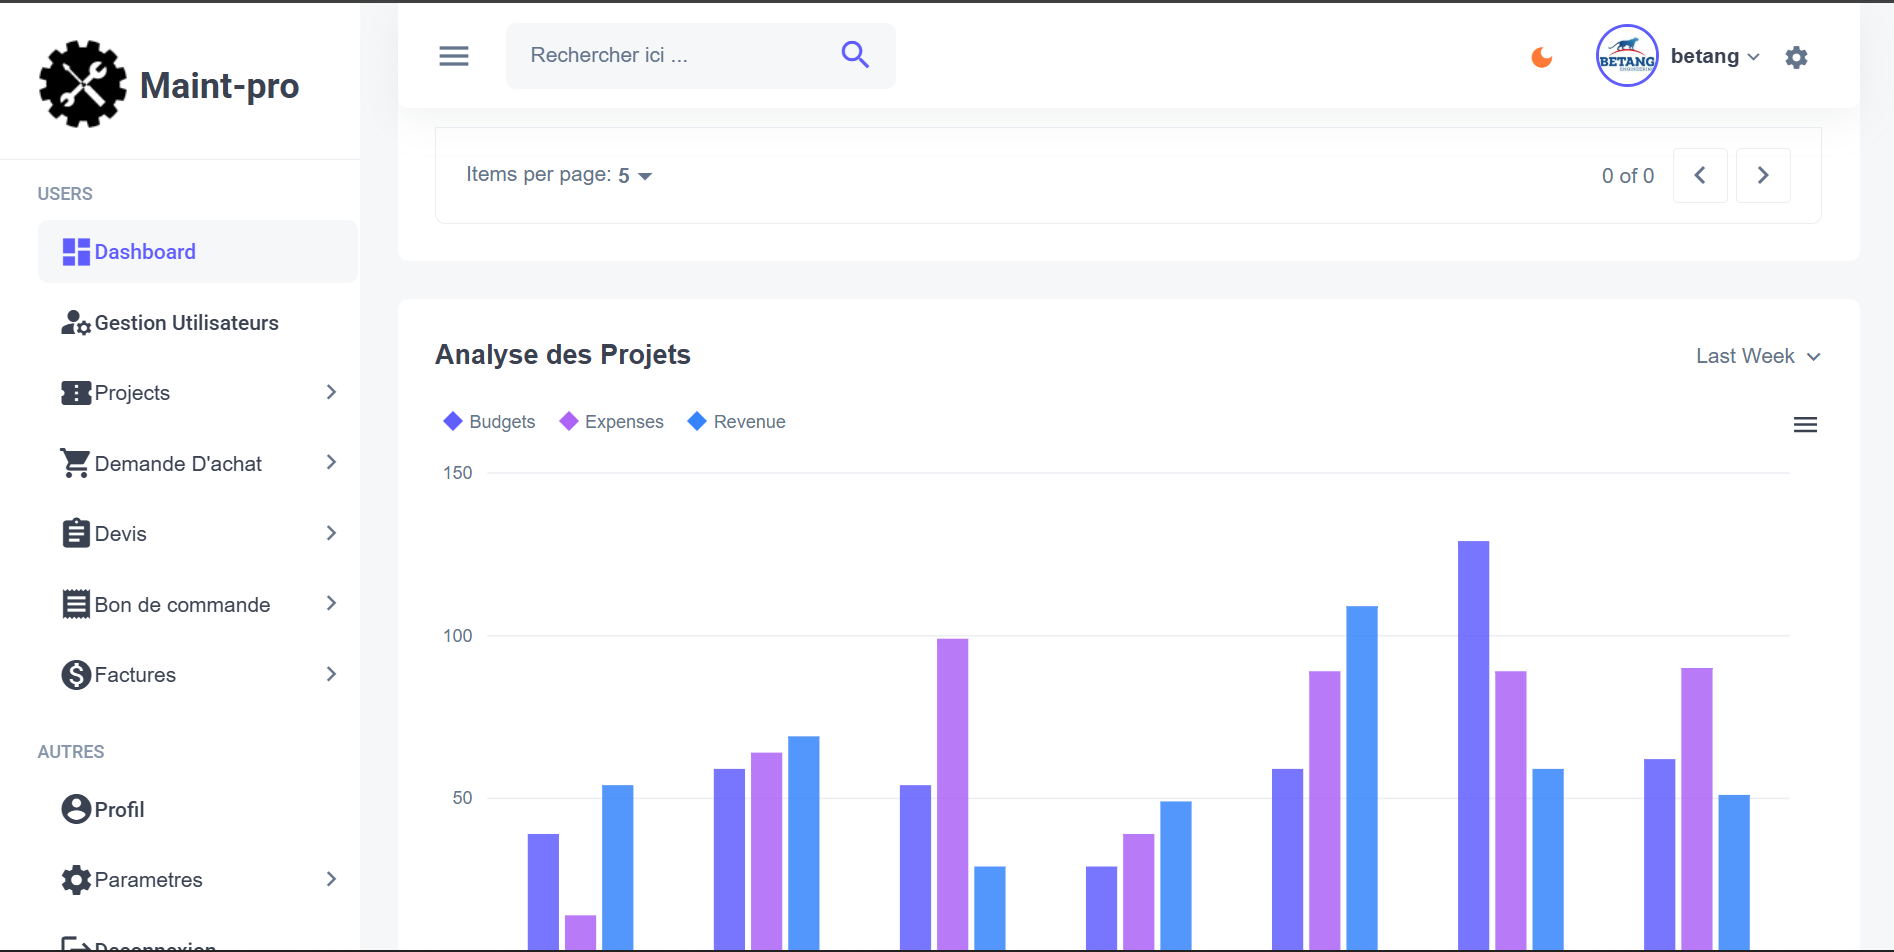 Maint-pro
USERS
Dashboard
Gestion Utilisateurs
Projects
Demande D'achat
Devis
Bon de commande
Factures
AUTRES
Profil
Parametres
Deconnexion
Rechercher ici ...
BETANG
ENGINEERING
betang
Items per page: 5
0 of 0
Analyse des Projets
Last Week
Budgets Expenses Revenue
150
100
50